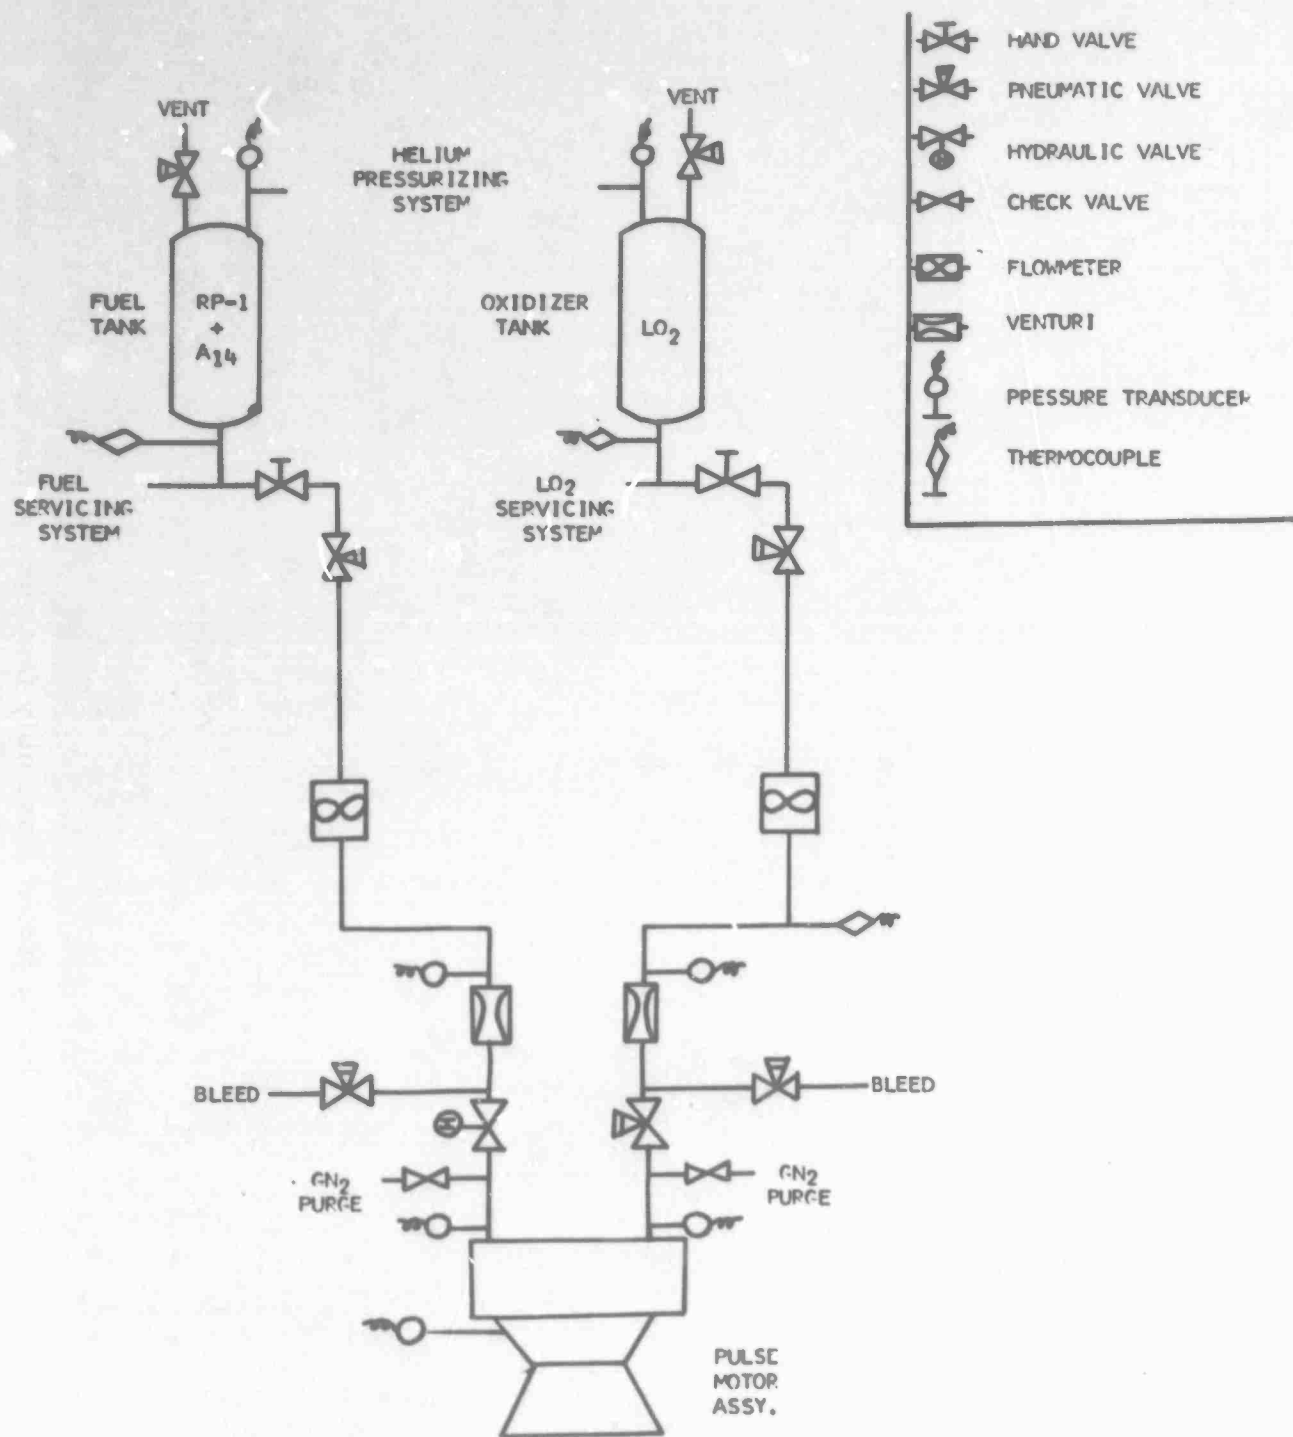 HAND VALVE
PNEUMATIC VALVE
HYDRAULIC VALVE
CHECK VALVE
FLOWMETER
VENTURI
PRESSURE TRANSDUCER
THERMOCOUPLE
VENT
VENT
HELIUM
PRESSURIZING
SYSTEM
FUEL
TANK
RP-1
+
A14
OXIDIZER
TANK
LO2
FUEL
SERVICING
SYSTEM
LO2
SERVICING
SYSTEM
BLEED
BLEED
H
GN2
PURGE
GN2
PURGE
PULSE
MOTOR
ASSY.